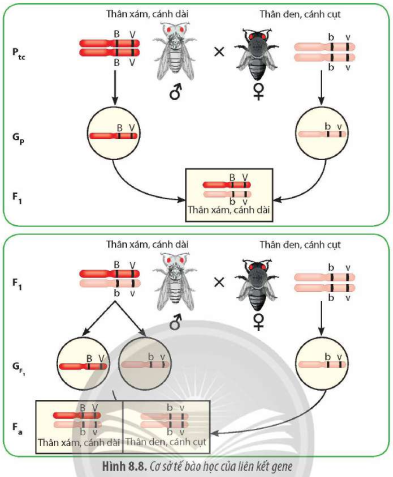 Thân xám, cánh dài Thân đen, cánh cụt
B V b v
Ptc ♂ × ♀
B V b v
B V b v
GP
B V
F1 b v
Thân xám, cánh dài
Thân xám, cánh dài Thân đen, cánh cụt
B V b v
F1 ♂ × ♀
b v b v
B V b v b v
GF1
B V b v
Fa b v b v
Thân xám, cánh dài Thân đen, cánh cụt
Hình 8.8. Cơ sở tế bào học của liên kết gene